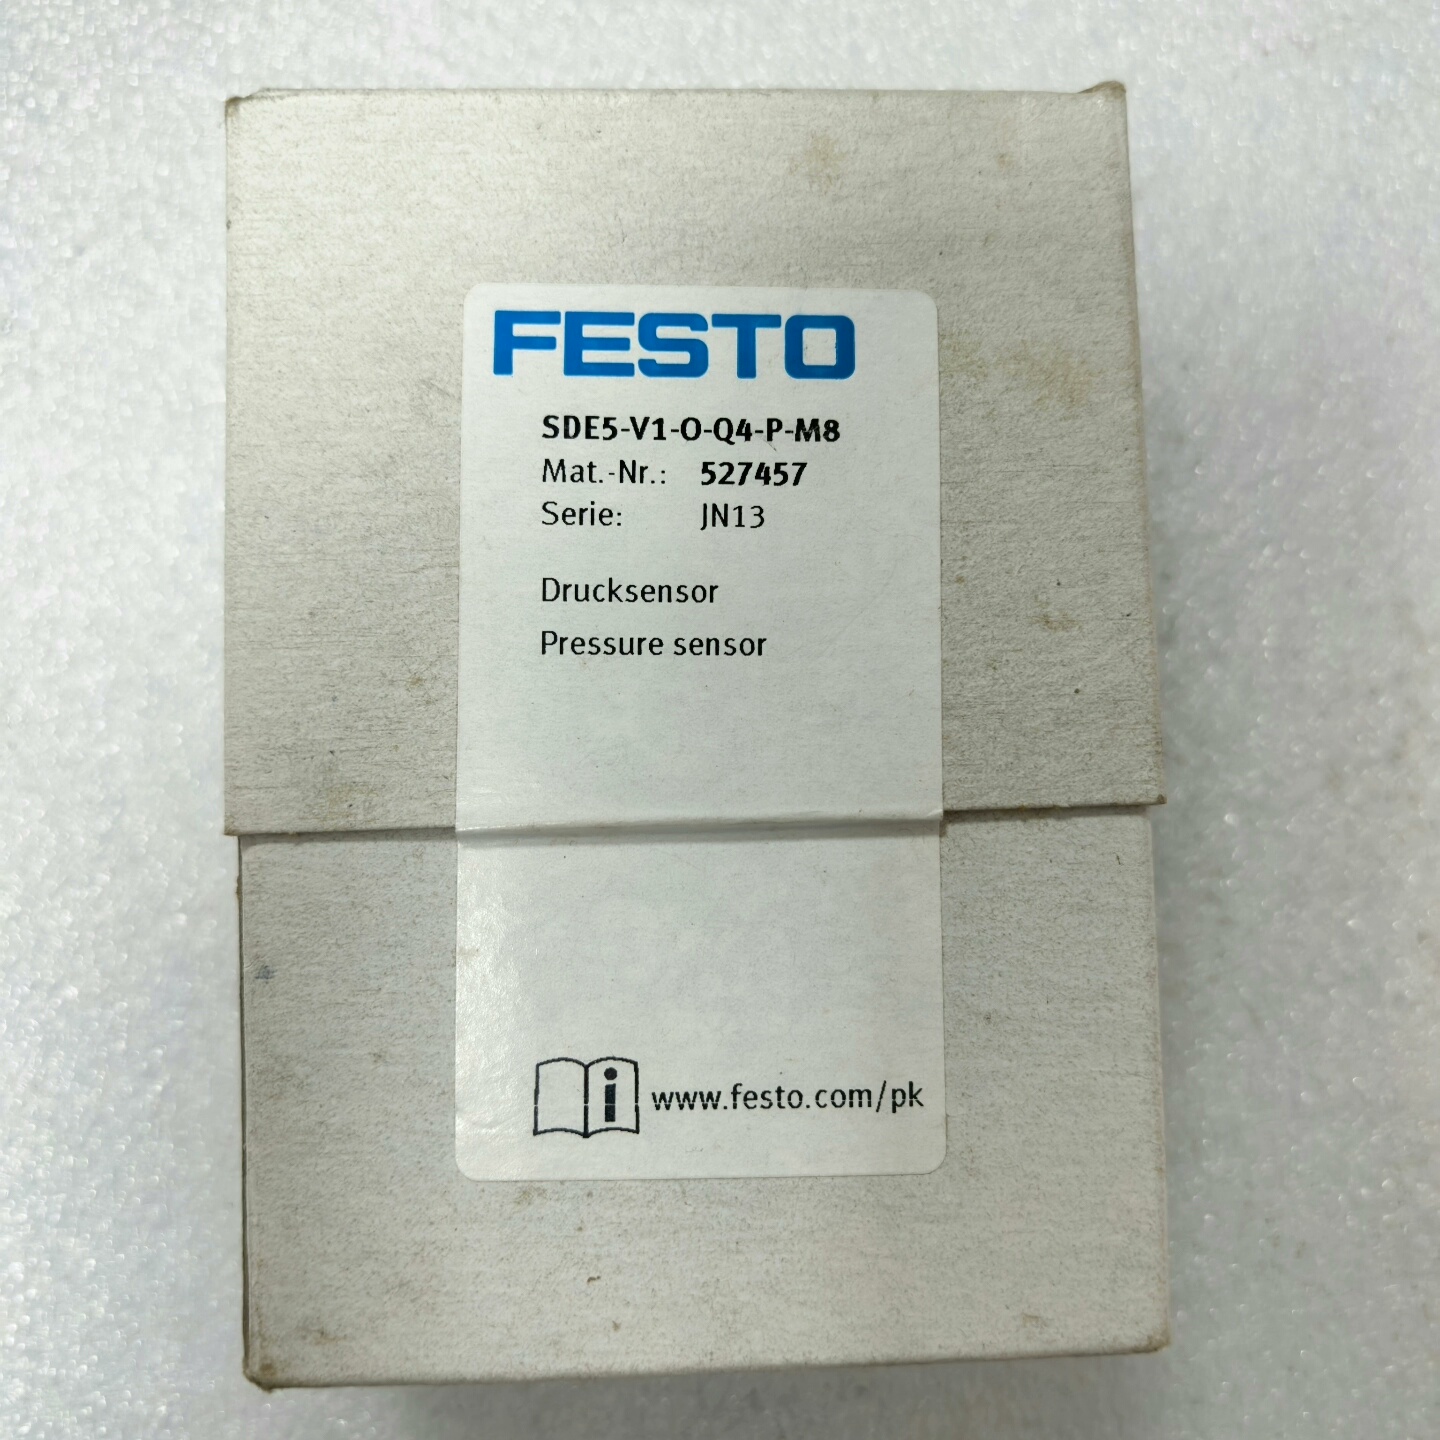 FESTO
SDE5-V1-O-Q4-P-M8
Mat.-Nr.: 527457
Serie: JN13
Drucksensor
Pressure sensor
i www.festo.com/pk